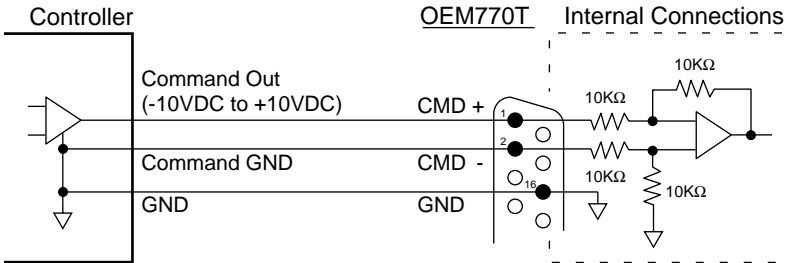 Controller
OEM770T
Internal Connections
Command Out
(-10VDC to +10VDC)
CMD +
1
10KΩ
10KΩ
Command GND
CMD -
2
10KΩ
10KΩ
GND
GND
16